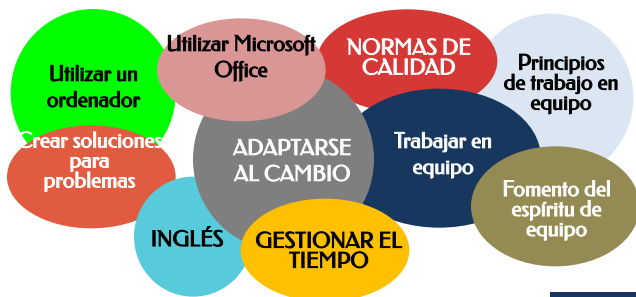 Utilizar un
ordenador
Utilizar Microsoft
Office
NORMAS DE
CALIDAD
Principios
de trabajo en
equipo
Crear soluciones
para
problemas
ADAPTARSE
AL CAMBIO
Trabajar en
equipo
Fomento del
espíritu de
equipo
INGLÉS
GESTIONAR EL
TIEMPO